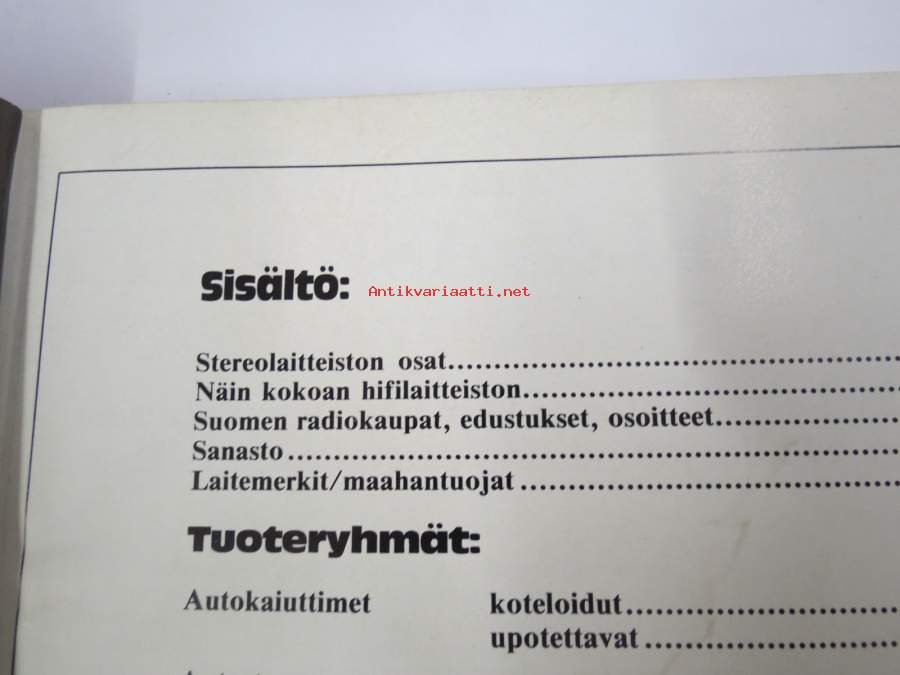 Sisältö:
Antikvariaatti.net
Stereolaitteiston osat..........................................
Näin kokoan hifilaitteiston..................................
Suomen radiokaupat, edustukset, osoitteet................
Sanasto..........................................................
Laitemerkit/maahantuojat....................................
Tuoteryhmät:
Autokaiuttimet koteloidut..............................
upotettavat............................